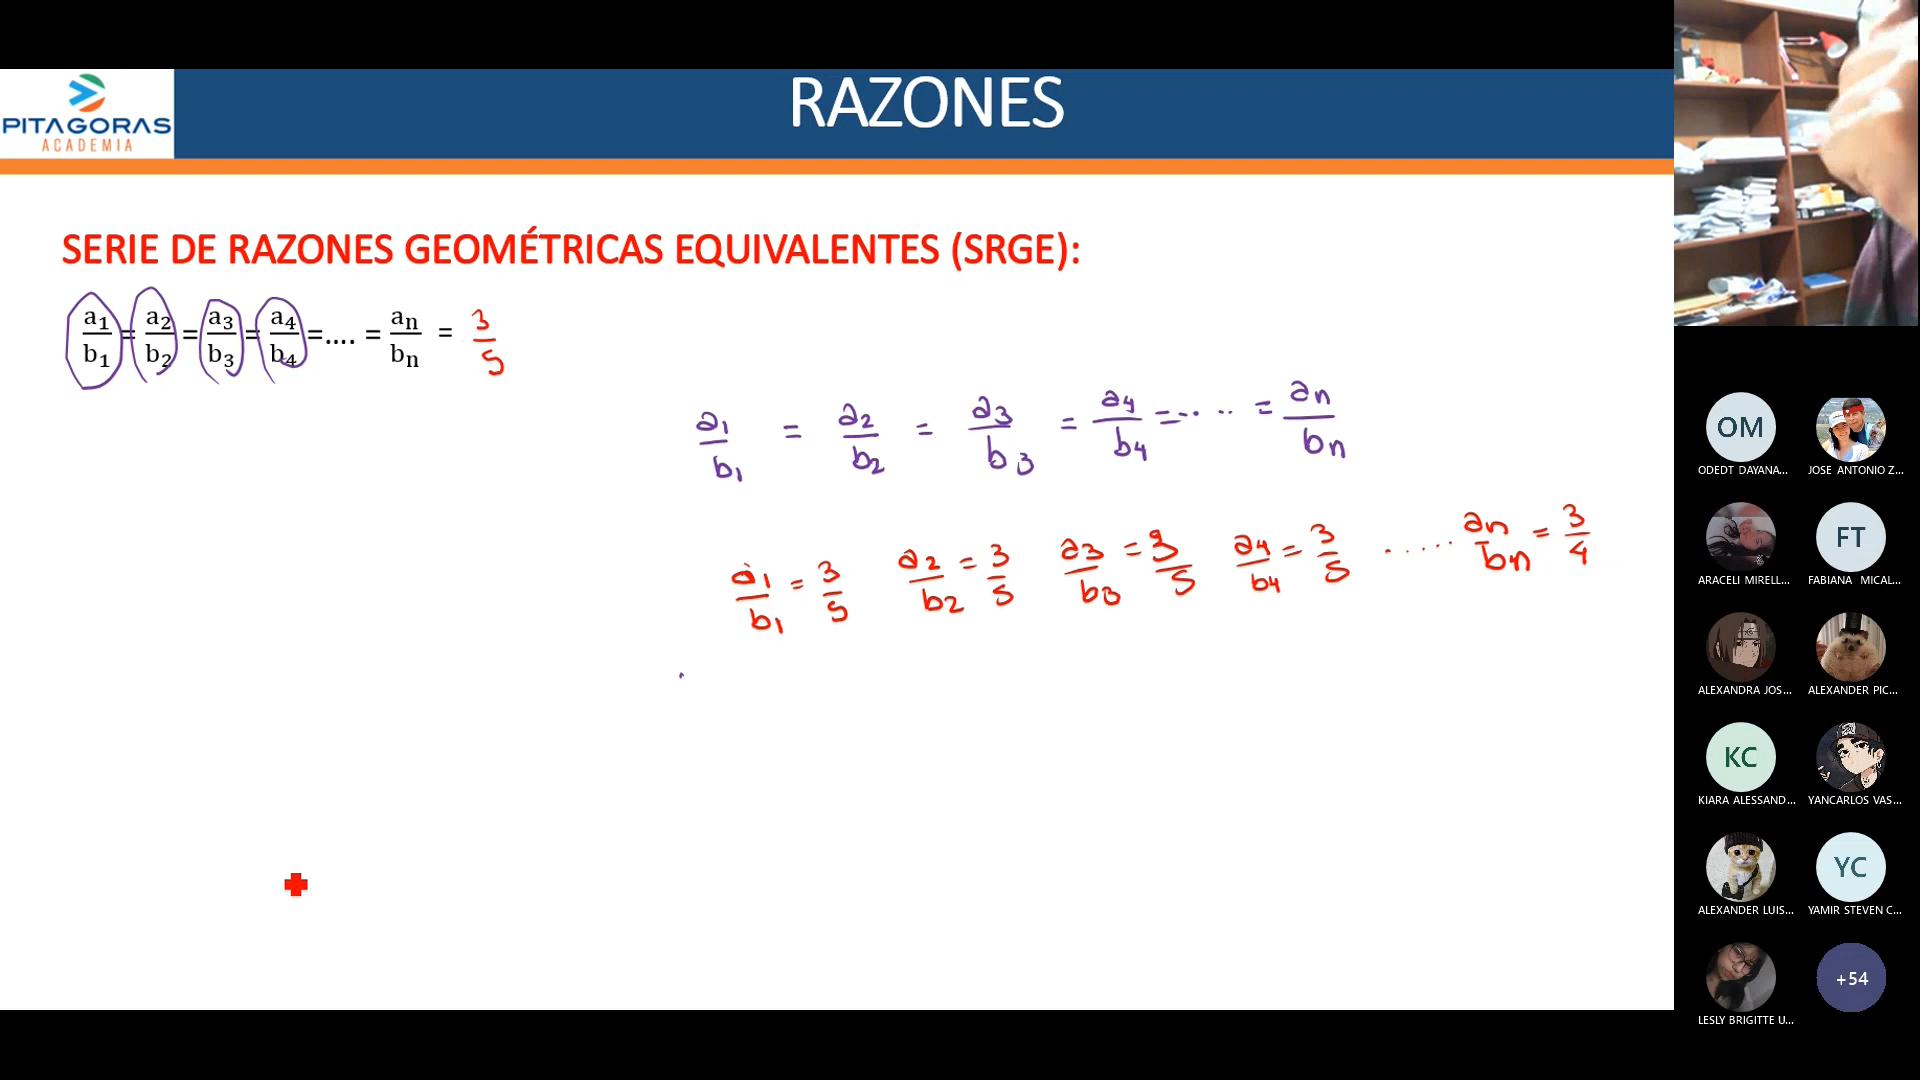 RAZONES
PITAGORAS
ACADEMIA
SERIE DE RAZONES GEOMÉTRICAS EQUIVALENTES (SRGE):
a₁/b₁ = a₂/b₂ = a₃/b₃ = a₄/b₄ =.... = aₙ/bₙ = 3/5
a₁/b₁ = a₂/b₂ = a₃/b₃ = a₄/b₄ =.... = aₙ/bₙ
a₁/b₁ = 3/5 a₂/b₂ = 3/5 a₃/b₃ = 3/5 a₄/b₄ = 3/5 ..... aₙ/bₙ = 3/4
OM
ODEDT DAYANA...
JOSE ANTONIO Z...
ARACELI MIRELL...
FT
FABIANA MICAL...
ALEXANDRA JOS...
ALEXANDER PIC...
KC
KIARA ALESSAND...
YANCARLOS VAS...
ALEXANDER LUIS...
YC
YAMIR STEVEN C...
LESLY BRIGITTE U...
+54